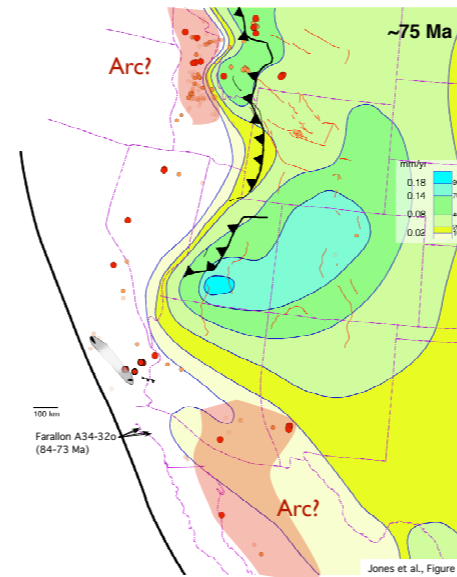 ~75 Ma
Arc?
mm/yr
0.18
0.14
0.08
0.02
100 km
Farallon A34-32o
(84-73 Ma)
Arc?
Jones et al., Figure